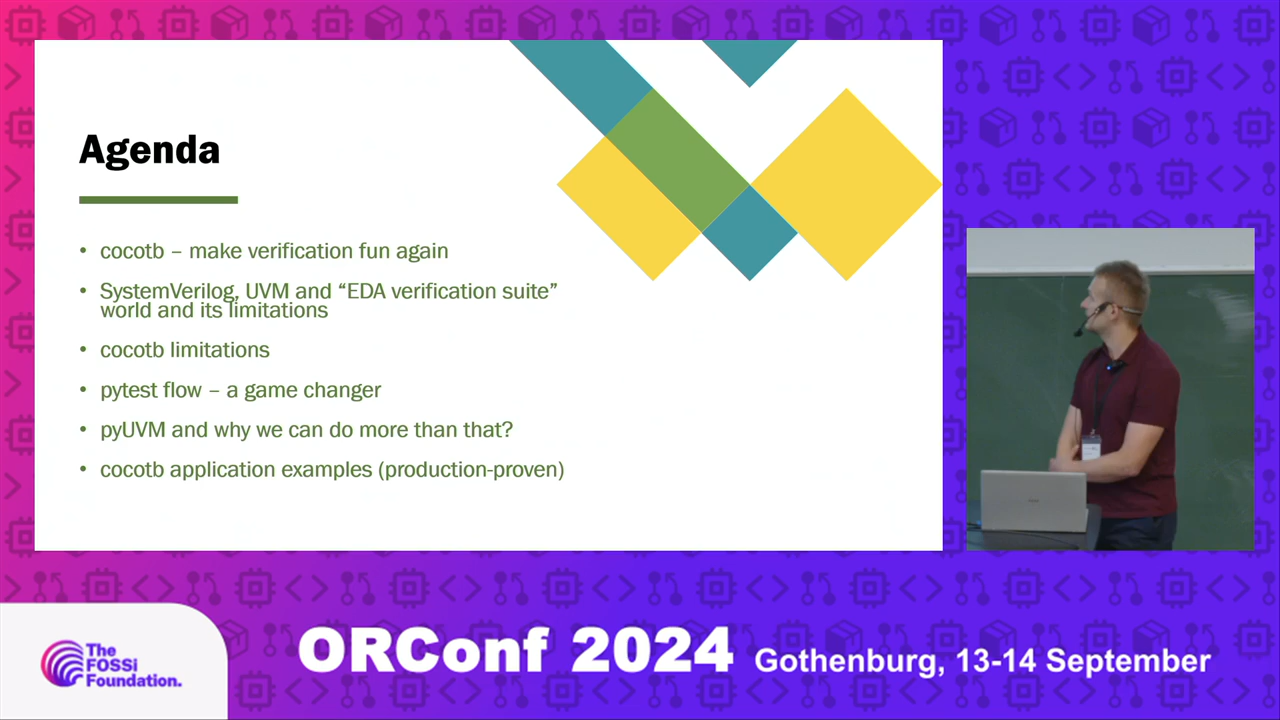 Agenda
• cocotb – make verification fun again
• SystemVerilog, UVM and “EDA verification suite”
world and its limitations
• cocotb limitations
• pytest flow – a game changer
• pyUVM and why we can do more than that?
• cocotb application examples (production-proven)
The
FOSSi
Foundation.
ORConf 2024 Gothenburg, 13-14 September